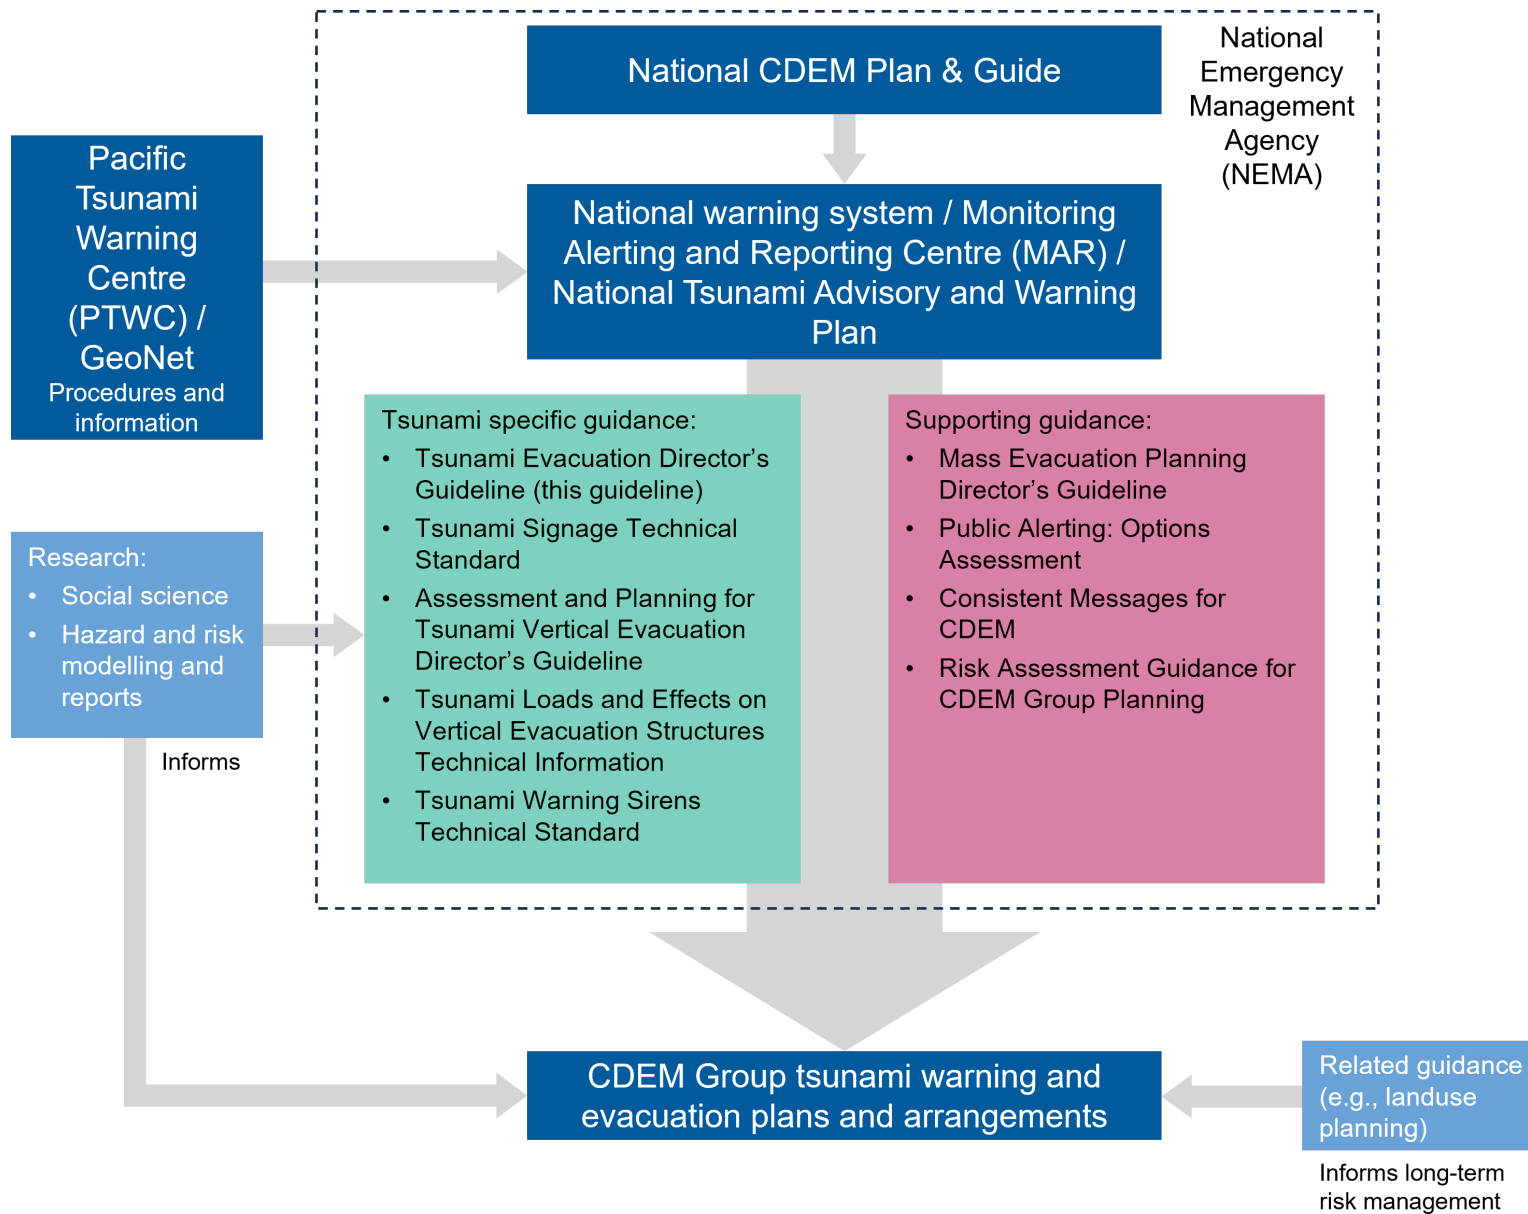 National CDEM Plan & Guide
National
Emergency
Management
Agency
(NEMA)
Pacific
Tsunami
Warning
Centre
(PTWC) /
GeoNet
Procedures and
information
National warning system / Monitoring
Alerting and Reporting Centre (MAR) /
National Tsunami Advisory and Warning
Plan
Tsunami specific guidance:
• Tsunami Evacuation Director’s
Guideline (this guideline)
• Tsunami Signage Technical
Standard
• Assessment and Planning for
Tsunami Vertical Evacuation
Director’s Guideline
• Tsunami Loads and Effects on
Vertical Evacuation Structures
Technical Information
• Tsunami Warning Sirens
Technical Standard
Supporting guidance:
• Mass Evacuation Planning
Director’s Guideline
• Public Alerting: Options
Assessment
• Consistent Messages for
CDEM
• Risk Assessment Guidance for
CDEM Group Planning
Research:
• Social science
• Hazard and risk
modelling and
reports
Informs
CDEM Group tsunami warning and
evacuation plans and arrangements
Related guidance
(e.g., landuse
planning)
Informs long-term
risk management